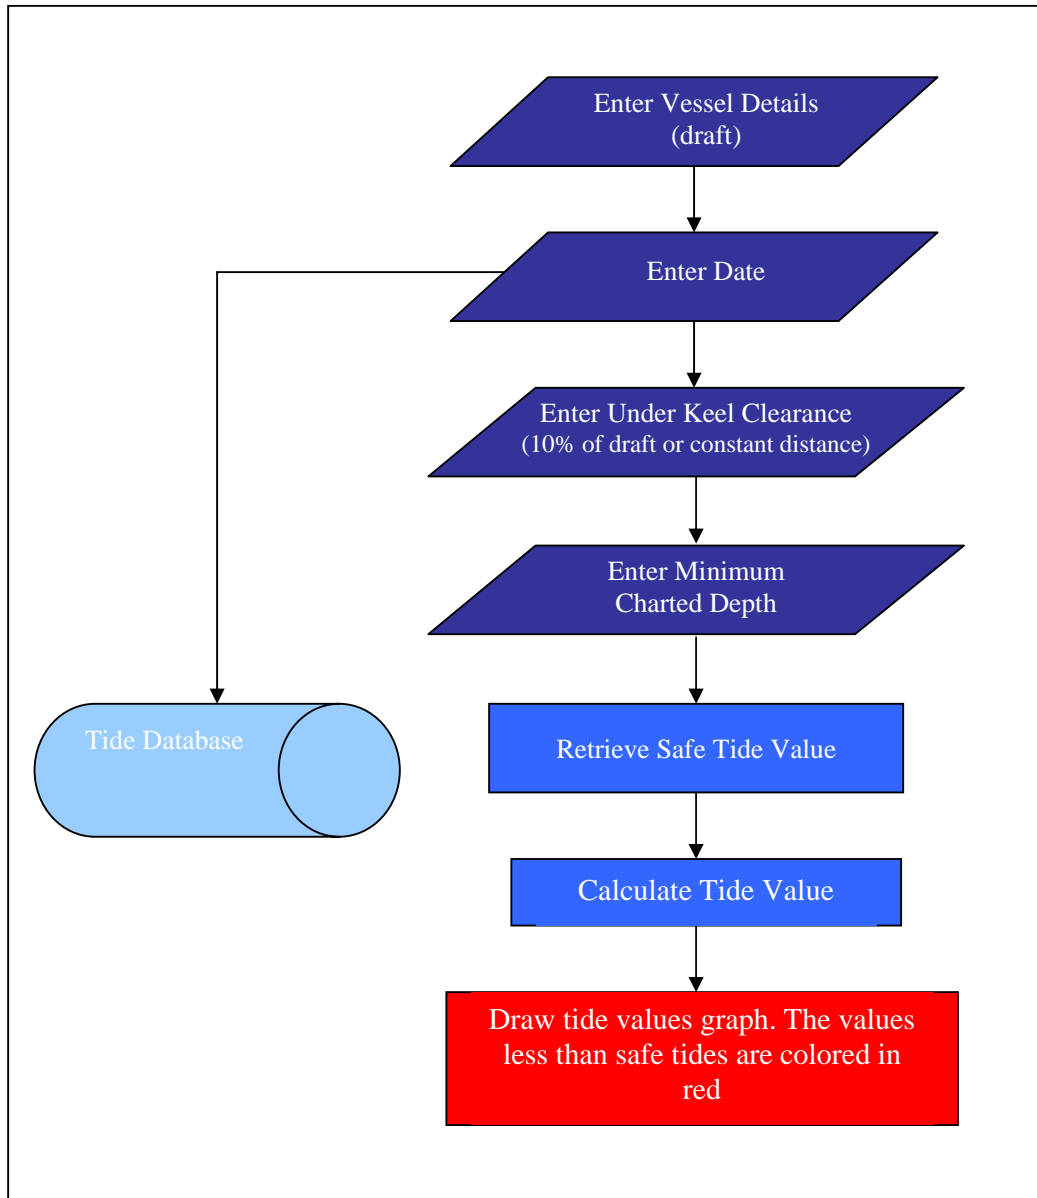 Enter Vessel Details
(draft)
Enter Date
Enter Under Keel Clearance
(10% of draft or constant distance)
Enter Minimum
Charted Depth
Tide Database
Retrieve Safe Tide Value
Calculate Tide Value
Draw tide values graph. The values
less than safe tides are colored in
red